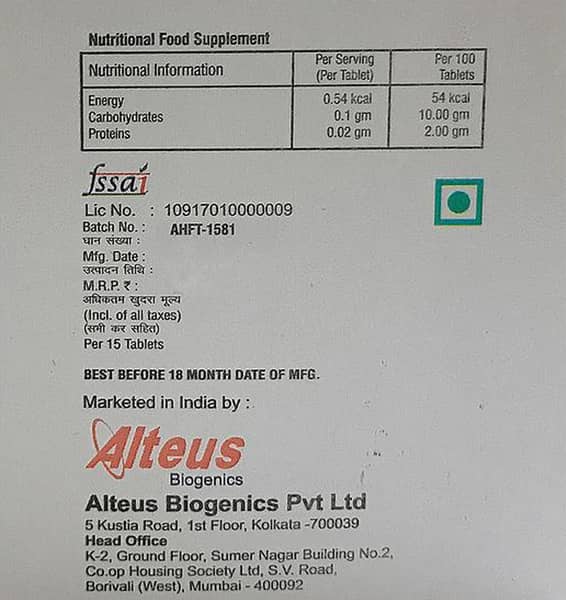 Nutritional Food Supplement
Nutritional Information Per Serving (Per Tablet) Per 100 Tablets
Energy 0.54 kcal 54 kcal
Carbohydrates 0.1 gm 10.00 gm
Proteins 0.02 gm 2.00 gm
fssai
Lic No. : 10917010000009
Batch No. : AHFT-1581
घान संख्या :
Mfg. Date :
उत्पादन तिथि :
M.R.P. ₹ :
अधिकतम खुदरा मूल्य
(Incl. of all taxes)
(सभी कर सहित)
Per 15 Tablets
BEST BEFORE 18 MONTH DATE OF MFG.
Marketed in India by :
Alteus
Biogenics
Alteus Biogenics Pvt Ltd
5 Kustia Road, 1st Floor, Kolkata -700039
Head Office
K-2, Ground Floor, Sumer Nagar Building No.2,
Co.op Housing Society Ltd, S.V. Road,
Borivali (West), Mumbai - 400092